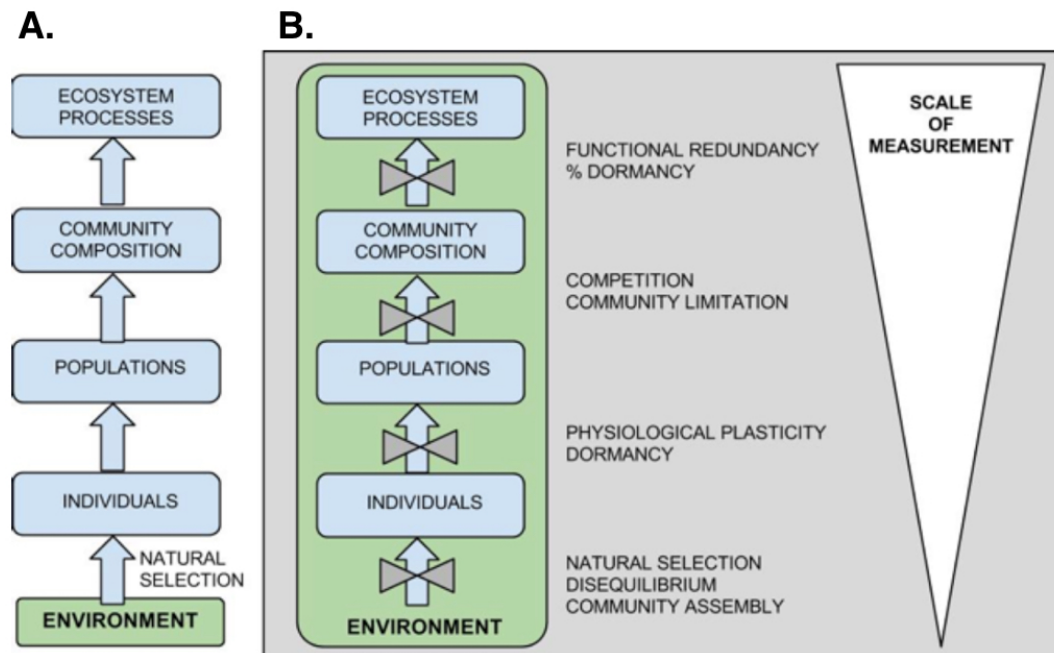 A.
ECOSYSTEM
PROCESSES
COMMUNITY
COMPOSITION
POPULATIONS
INDIVIDUALS
NATURAL
SELECTION
ENVIRONMENT
B.
ECOSYSTEM
PROCESSES
FUNCTIONAL REDUNDANCY
% DORMANCY
COMMUNITY
COMPOSITION
COMPETITION
COMMUNITY LIMITATION
POPULATIONS
PHYSIOLOGICAL PLASTICITY
DORMANCY
INDIVIDUALS
NATURAL SELECTION
DISEQUILIBRIUM
COMMUNITY ASSEMBLY
ENVIRONMENT
SCALE
OF
MEASUREMENT